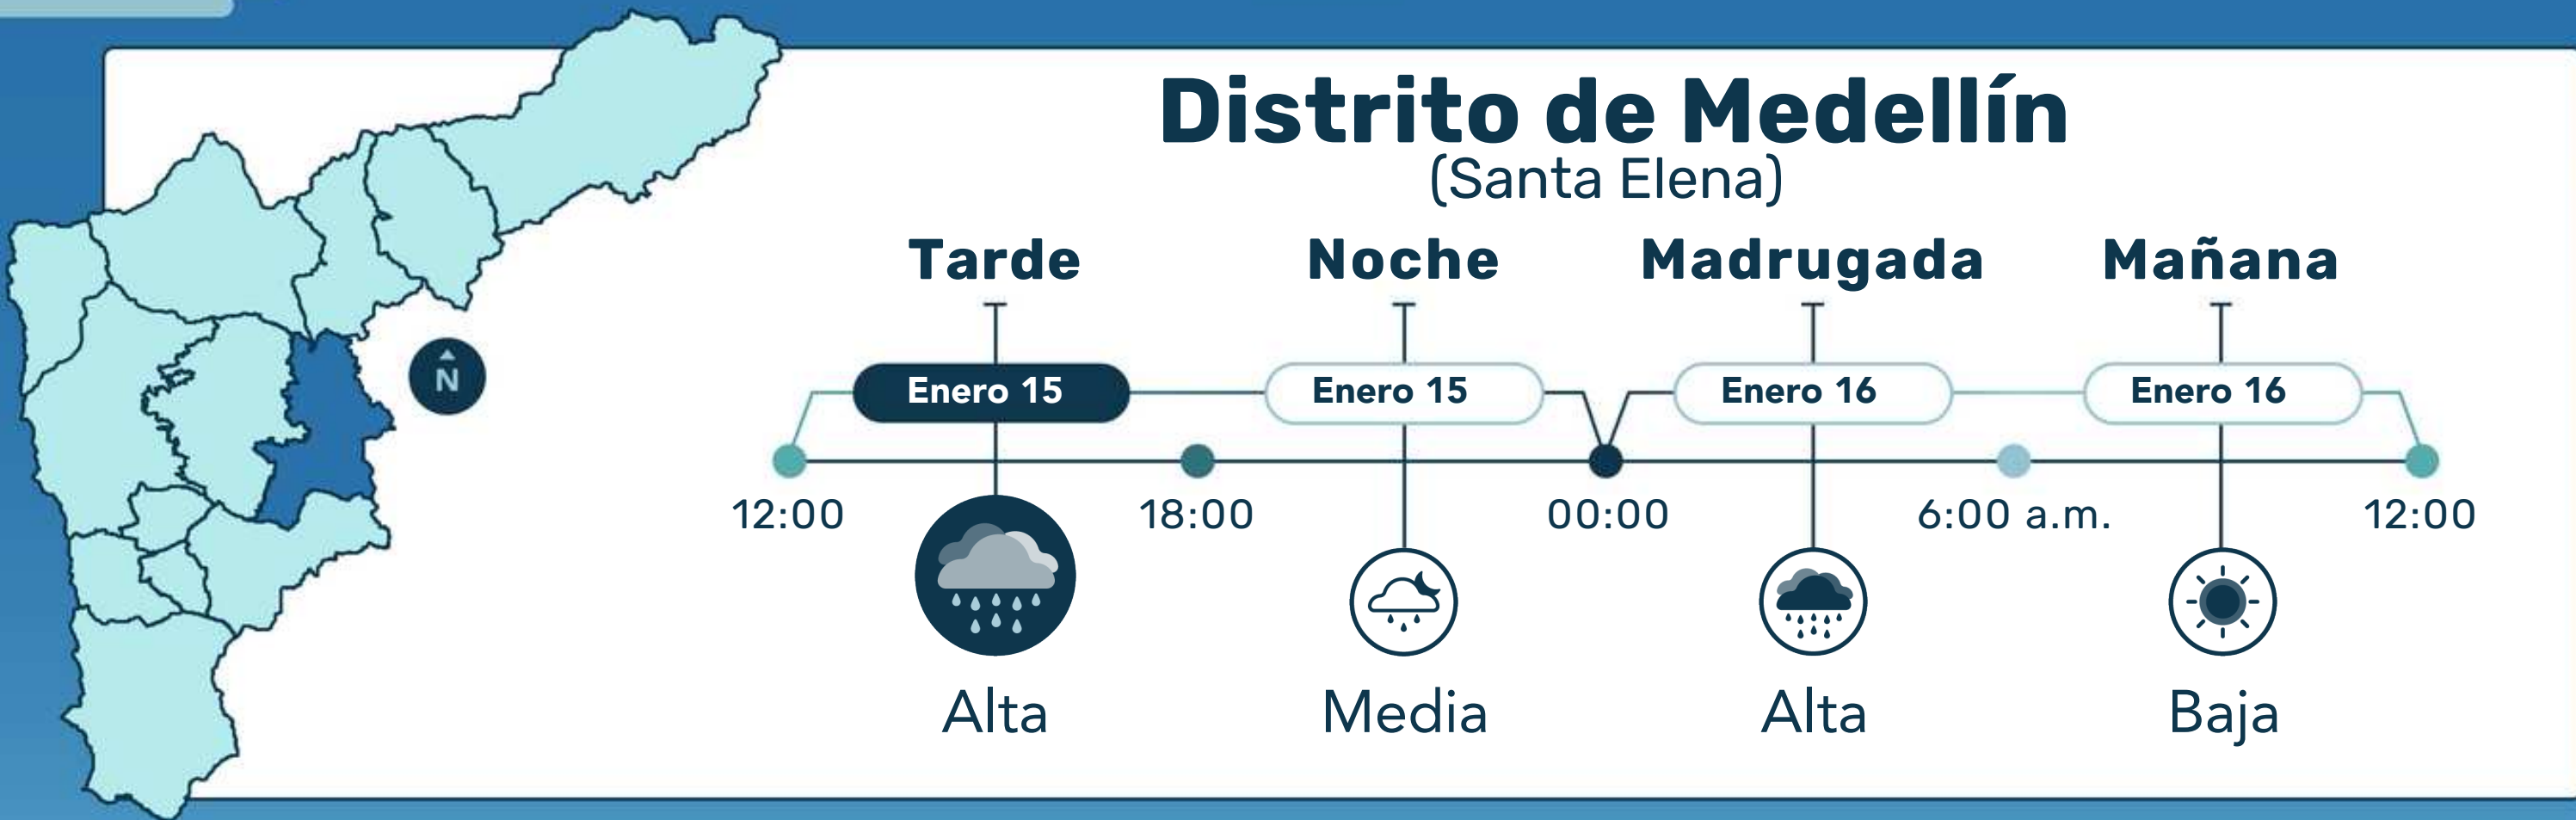 Distrito de Medellín
(Santa Elena)
Tarde Noche Madrugada Mañana
Enero 15 Enero 15 Enero 16 Enero 16
N
12:00 18:00 00:00 6:00 a.m. 12:00
Alta Media Alta Baja